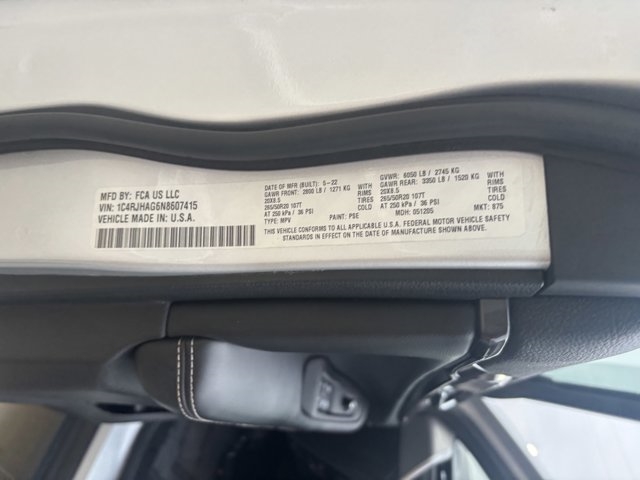 MFD BY: FCA US LLC
VIN: 1C4RJHAG6N8607415
VEHICLE MADE IN: U.S.A.
DATE OF MFR (BUILT): 5-22
GAWR FRONT: 2800 LB / 1271 KG WITH
20X8.5 RIMS
265/50R20 107T TIRES
AT 250 kPa / 36 PSI COLD
TYPE: MPV PAINT: PSE
GVWR: 6050 LB / 2745 KG
GAWR REAR: 3350 LB / 1520 KG WITH
20X8.5 RIMS
265/50R20 107T TIRES
AT 250 kPa / 36 PSI COLD
MDH: 051205 MKT: 875
THIS VEHICLE CONFORMS TO ALL APPLICABLE U.S.A. FEDERAL MOTOR VEHICLE SAFETY
STANDARDS IN EFFECT ON THE DATE OF MANUFACTURE SHOWN ABOVE.